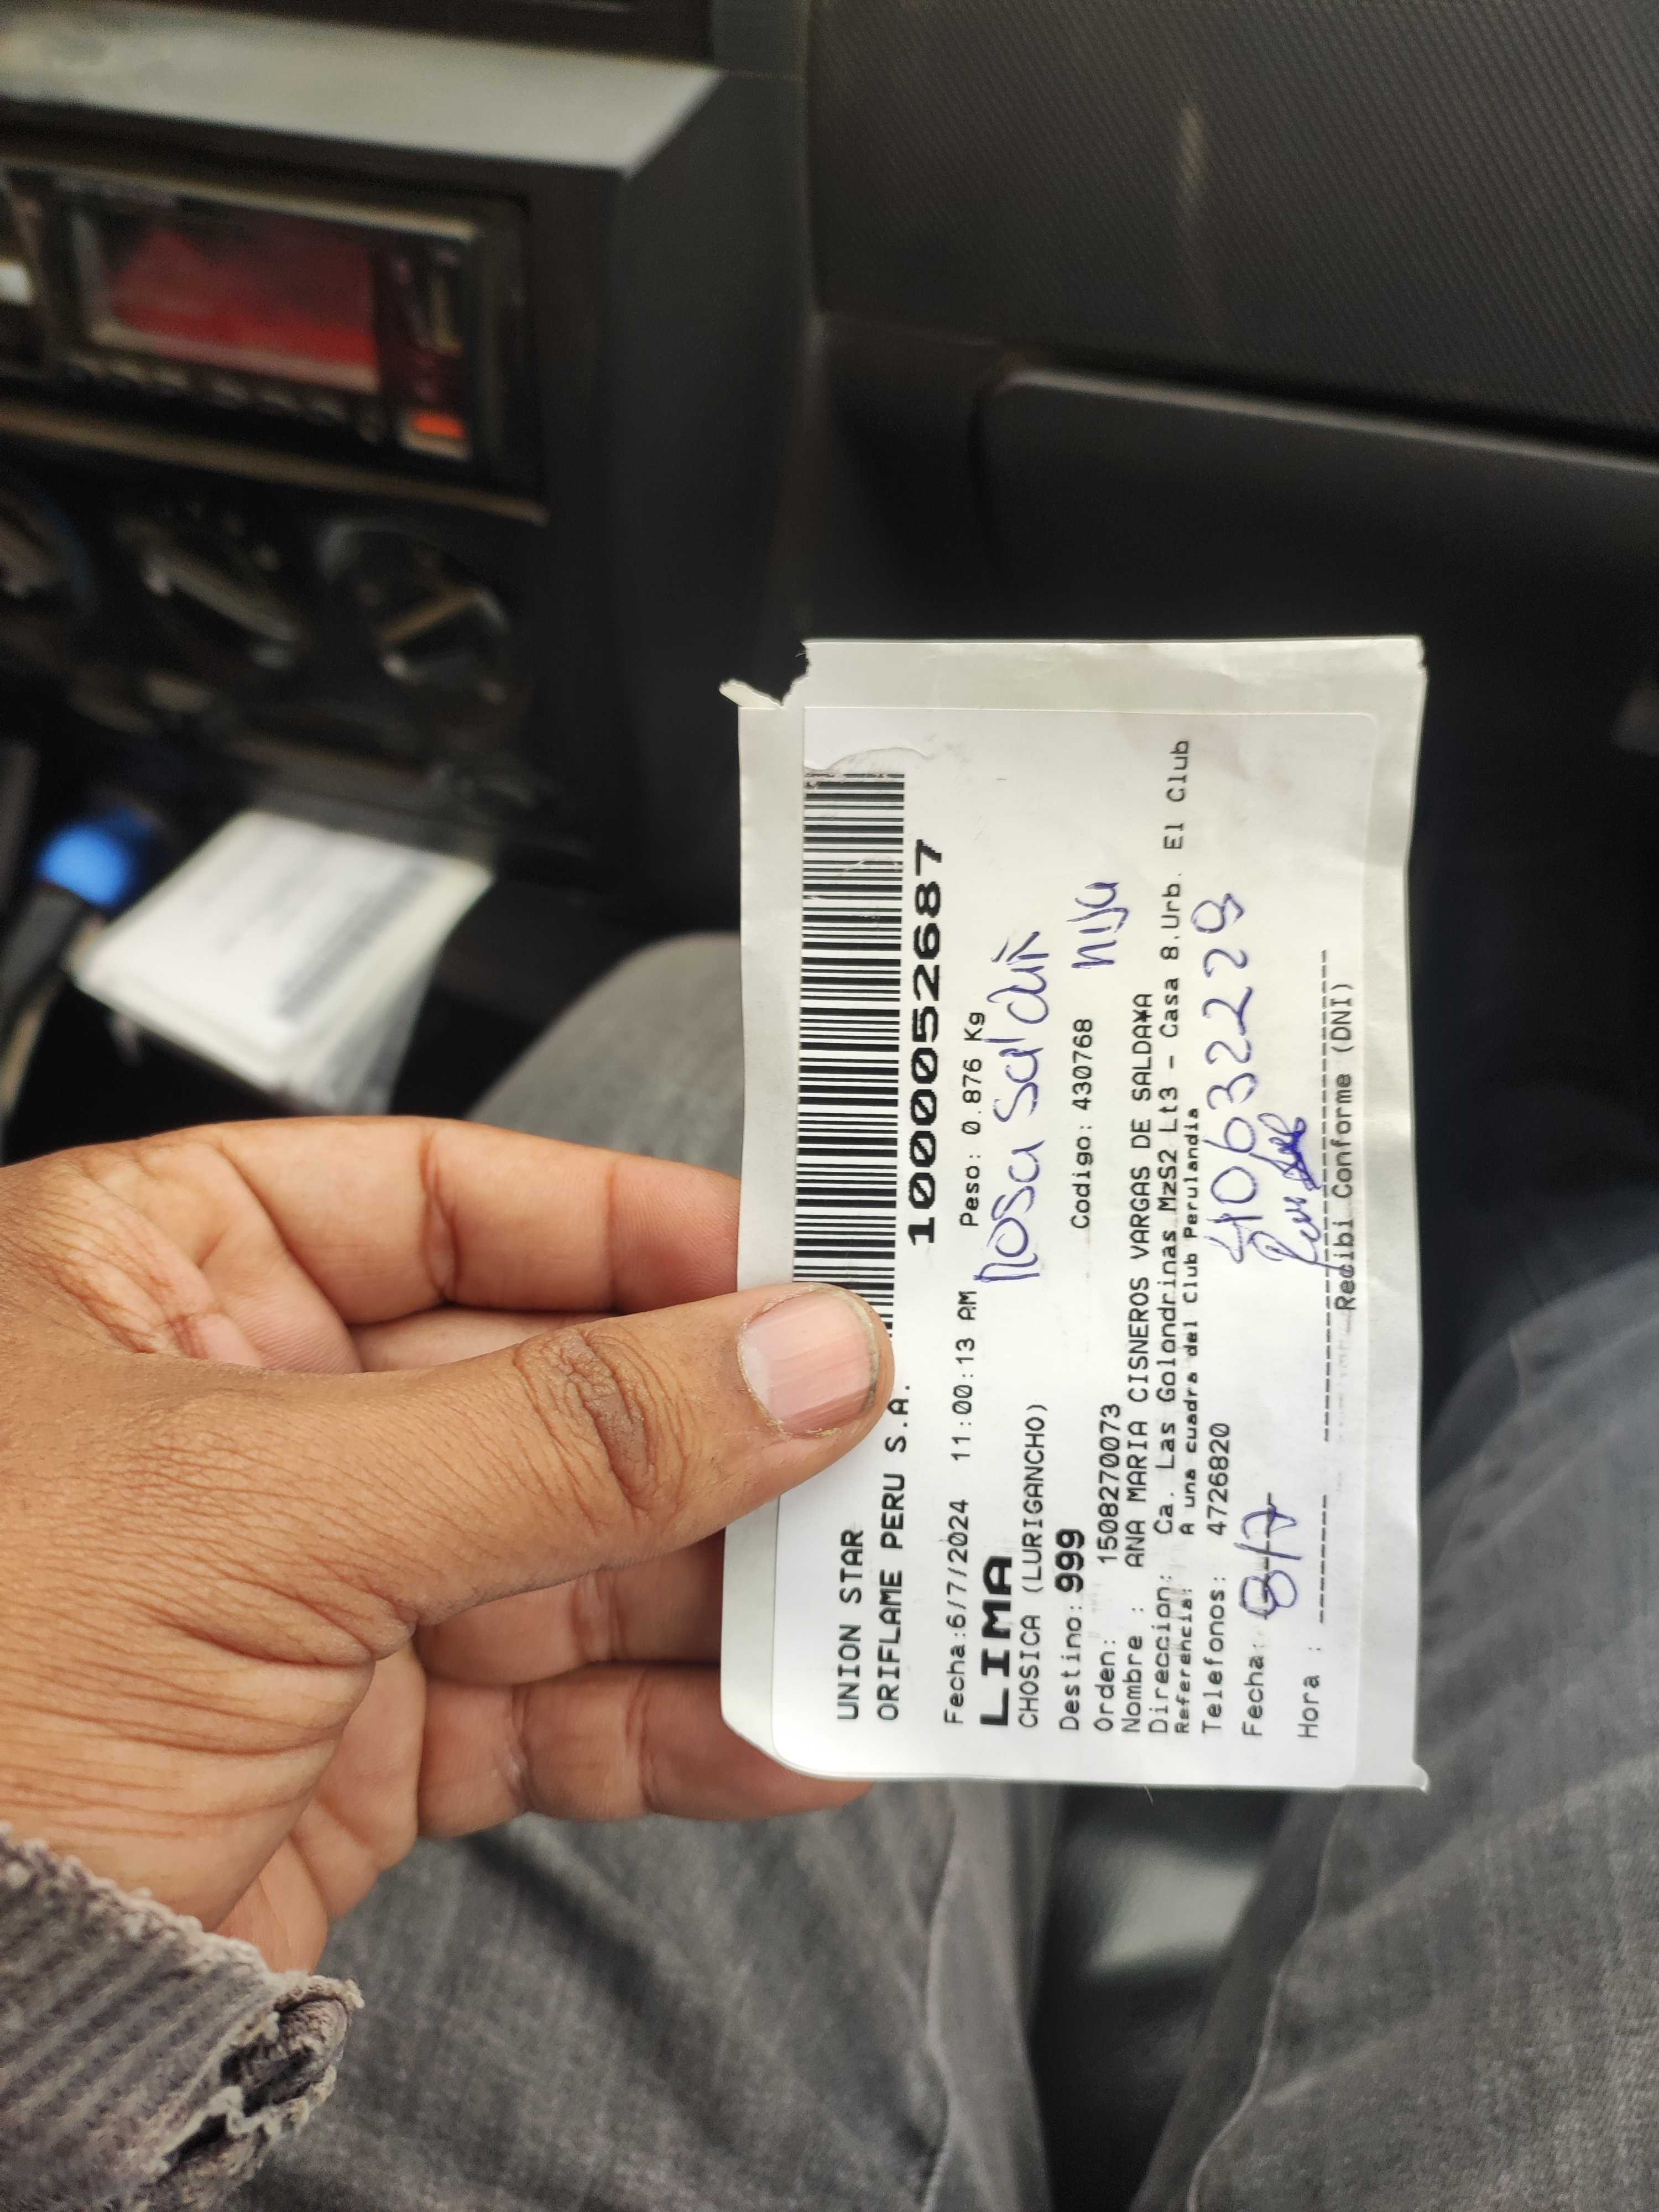 UNION STAR
ORIFLAME PERU S.A.
1000052687
Fecha:6/7/2024 11:00:13 AM Peso: 0.876 Kg
LIMA
CHOSICA (LURIGANCHO)
Rosa Saldañ
Destino: 999 Codigo: 430768
hija
Orden: 1508270073
Nombre : ANA MARIA CISNEROS VARGAS DE SALDA¥A
Direccion: Ca. Las Golondrinas MzS2 Lt3 - Casa 8.Urb. El Club
Referencia: A una cuadra del Club Perulandia
Telefonos: 4726820
40632229
Fecha: 8/7
Hora : 
Recibi Conforme (DNI)